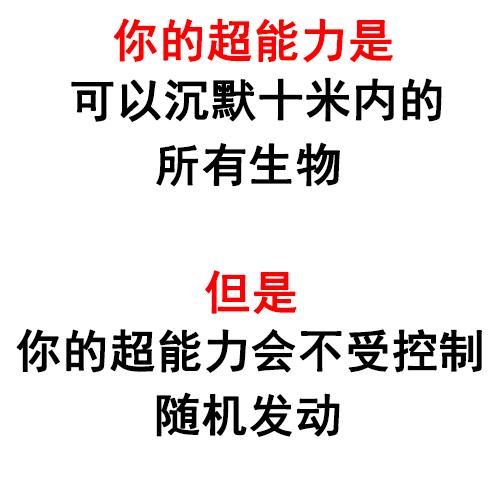 你的超能力是
可以沉默十米内的
所有生物
但是
你的超能力会不受控制
随机发动